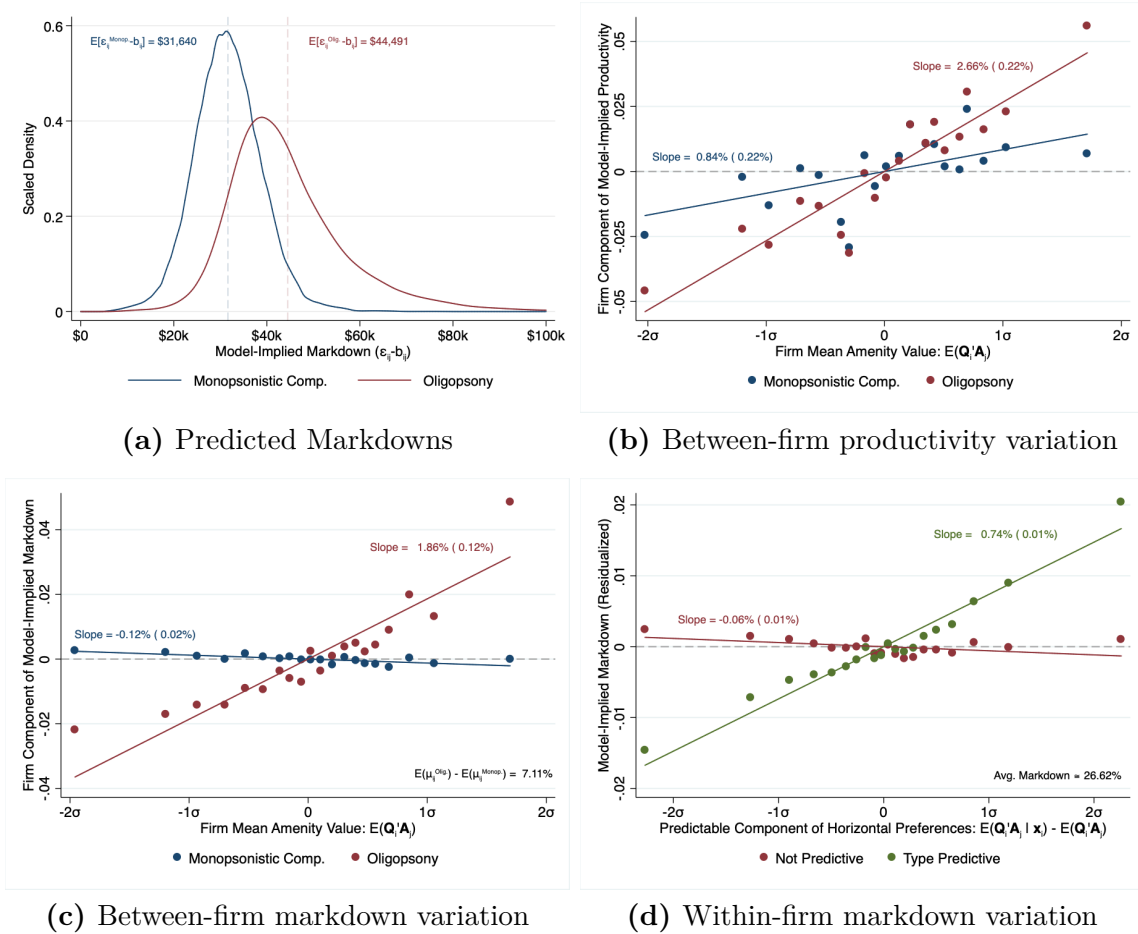 0.6
0.4
0.2
0
Scaled Density
E[ε_ij^Monop.-b_ij] = $31,640
E[ε_ij^Olig.-b_ij] = $44,491
$0 $20k $40k $60k $80k $100k
Model-Implied Markdown (ε_ij-b_ij)
Monopsonistic Comp. Oligopsony
(a) Predicted Markdowns
.05
.025
0
-.025
-.05
Firm Component of Model-Implied Productivity
Slope = 2.66% ( 0.22%)
Slope = 0.84% ( 0.22%)
-2σ -1σ 0 1σ 2σ
Firm Mean Amenity Value: E(Q_i'A_j)
Monopsonistic Comp. Oligopsony
(b) Between-firm productivity variation
.04
.02
0
-.02
-.04
Firm Component of Model-Imnplied Markdown
Slope = 1.86% ( 0.12%)
Slope = -0.12% ( 0.02%)
E(μ_ij^Olig.) - E(μ_ij^Monop.) = 7.11%
-2σ -1σ 0 1σ 2σ
Firm Mean Amenity Value: E(Q_i'A_j)
Monopsonistic Comp. Oligopsony
(c) Between-firm markdown variation
.02
.01
0
-.01
-.02
Model-Implied Markdown (Residualized)
Slope = 0.74% ( 0.01%)
Slope = -0.06% ( 0.01%)
Avg. Markdown = 26.62%
-2σ -1σ 0 1σ 2σ
Predictable Component of Horizontal Preferences: E(Q_i'A_j | x_i) - E(Q_i'A_j)
Not Predictive Type Predictive
(d) Within-firm markdown variation